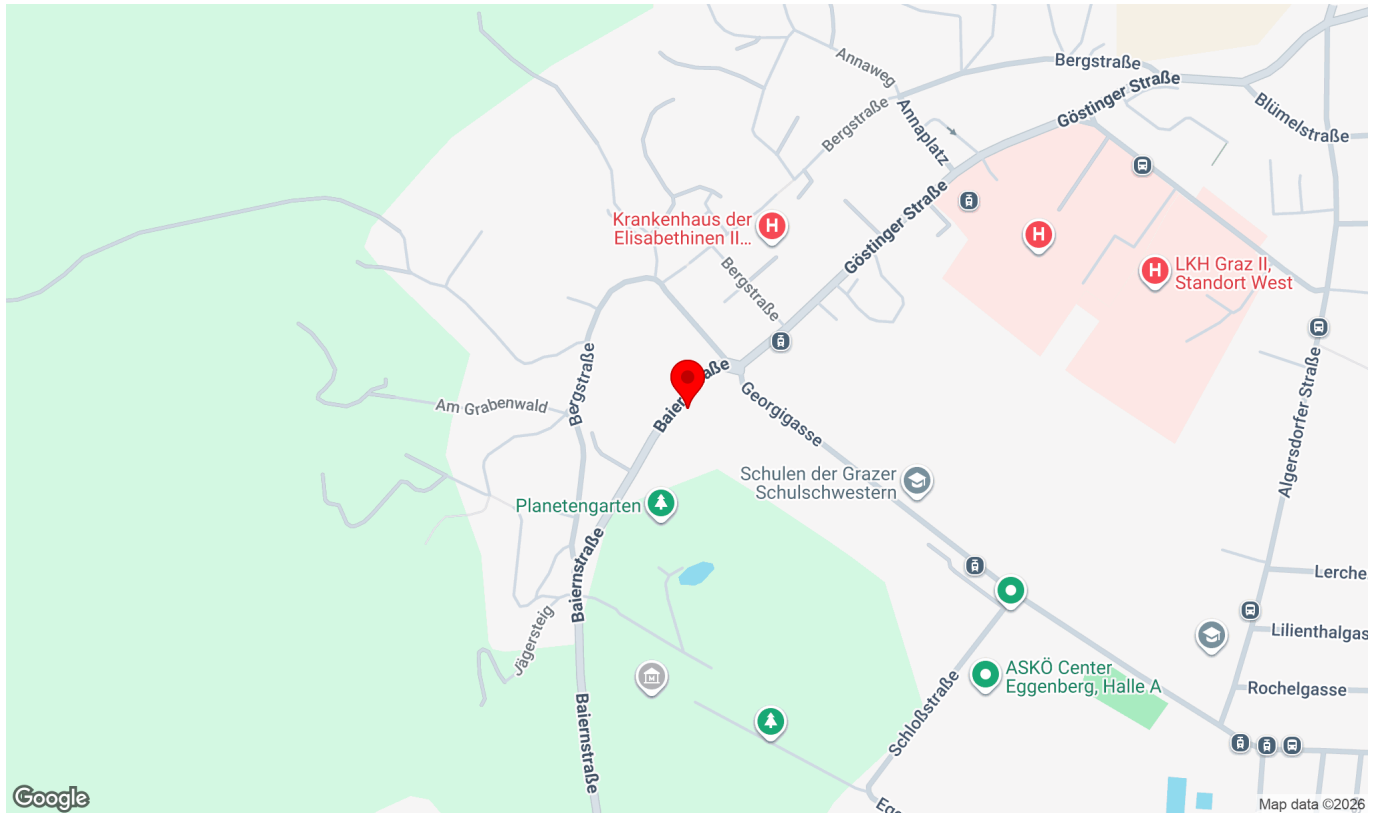 Annaweg
Bergstraße
Göstinger Straße
Blümelstraße
Bergstraße
Annaplatz
Krankenhaus der
Elisabethinen II...
Göstinger Straße
H
H
H
LKH Graz II,
Standort West
Bergstraße
Bergstraße
Algersdorfer Straße
Am Grabenwald
Georgigasse
Schulen der Grazer
Schulschwestern
Planetengarten
Baiernstraße
Jägersteig
Lerche
Lilienthalgas
ASKÖ Center
Eggenberg, Halle A
Rochelgasse
Schloßstraße
Baiernstraße
Google
Map data ©2026